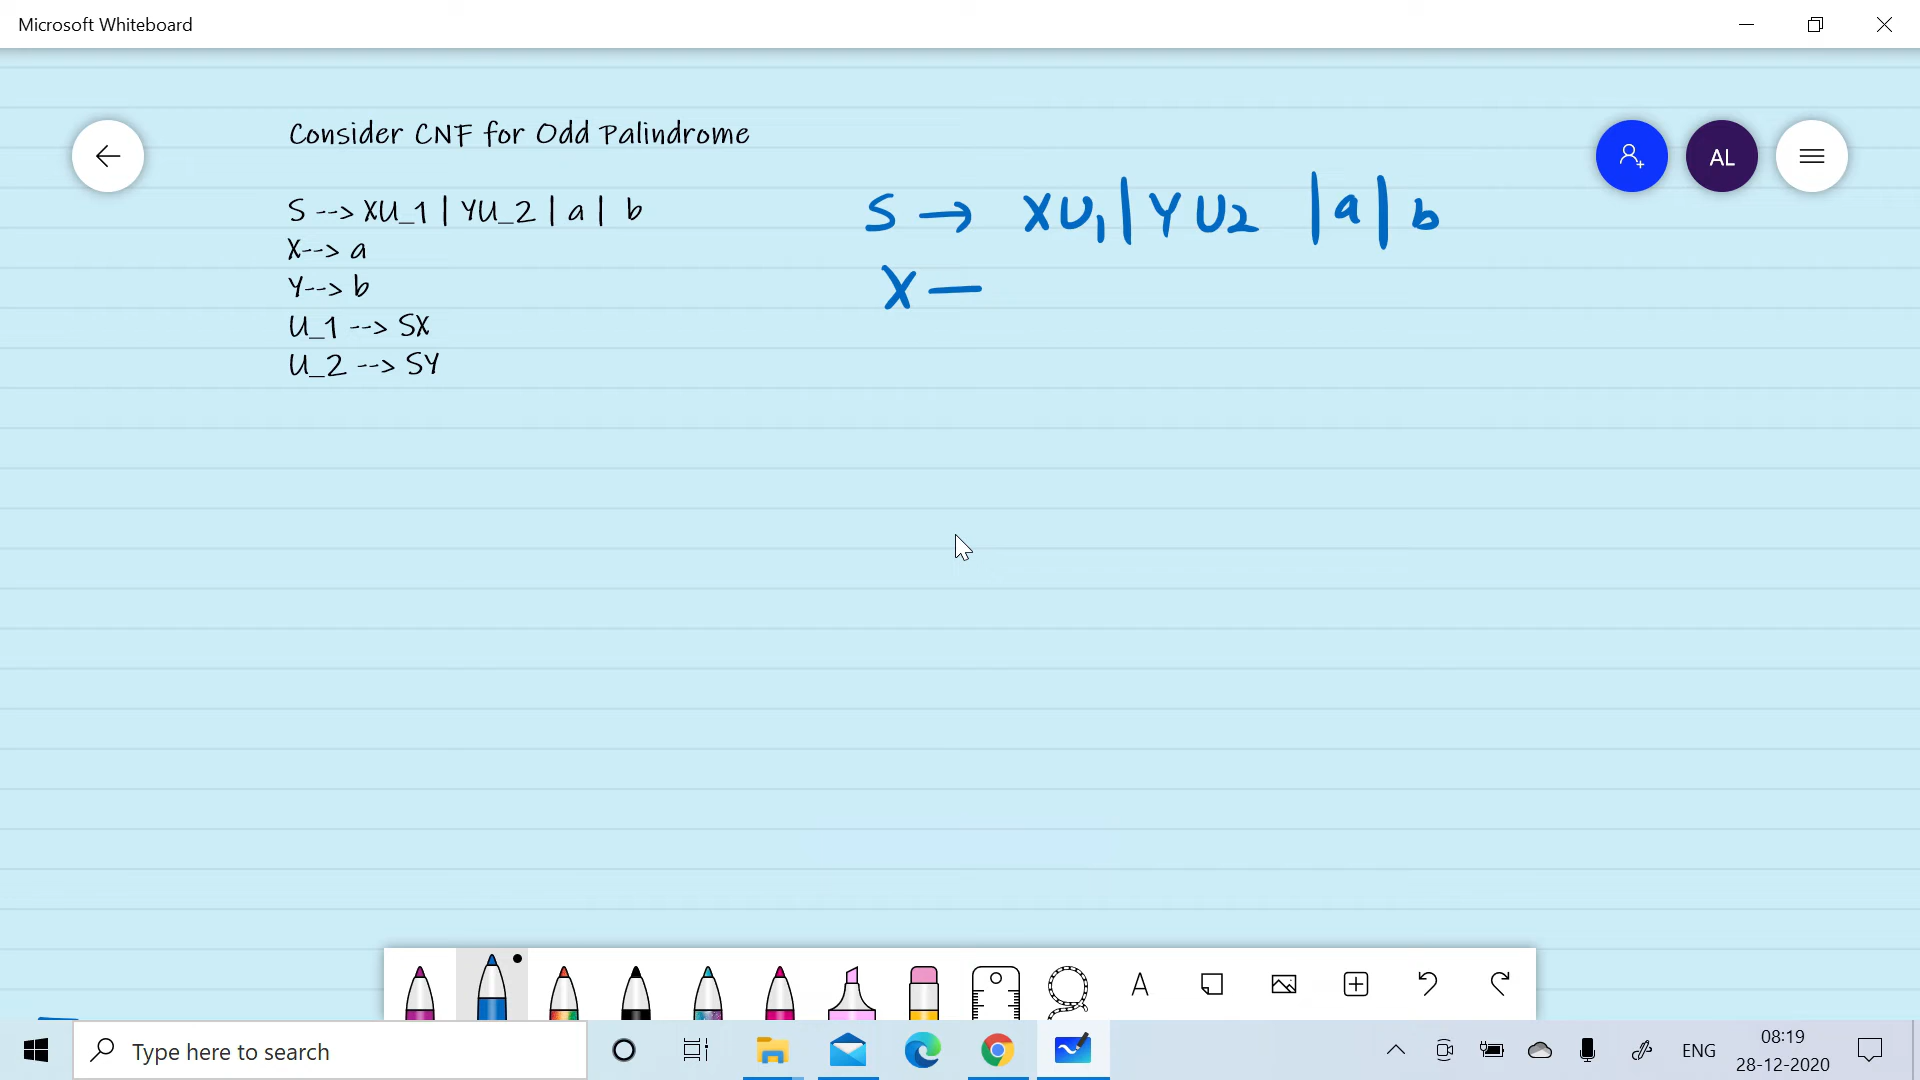 Microsoft Whiteboard
Consider CNF for Odd Palindrome
S --> XU_1 | YU_2 | a | b
X--> a
Y--> b
U_1 --> SX
U_2 --> SY
S → XU1 | YU2 | a | b
X —
AL
A
Type here to search
ENG
08:19
28-12-2020